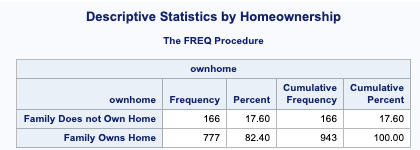 Descriptive Statistics by Homeownership
The FREQ Procedure
ownhome
ownhome Frequency Percent Cumulative Frequency Cumulative Percent
Family Does not Own Home 166 17.60 166 17.60
Family Owns Home 777 82.40 943 100.00